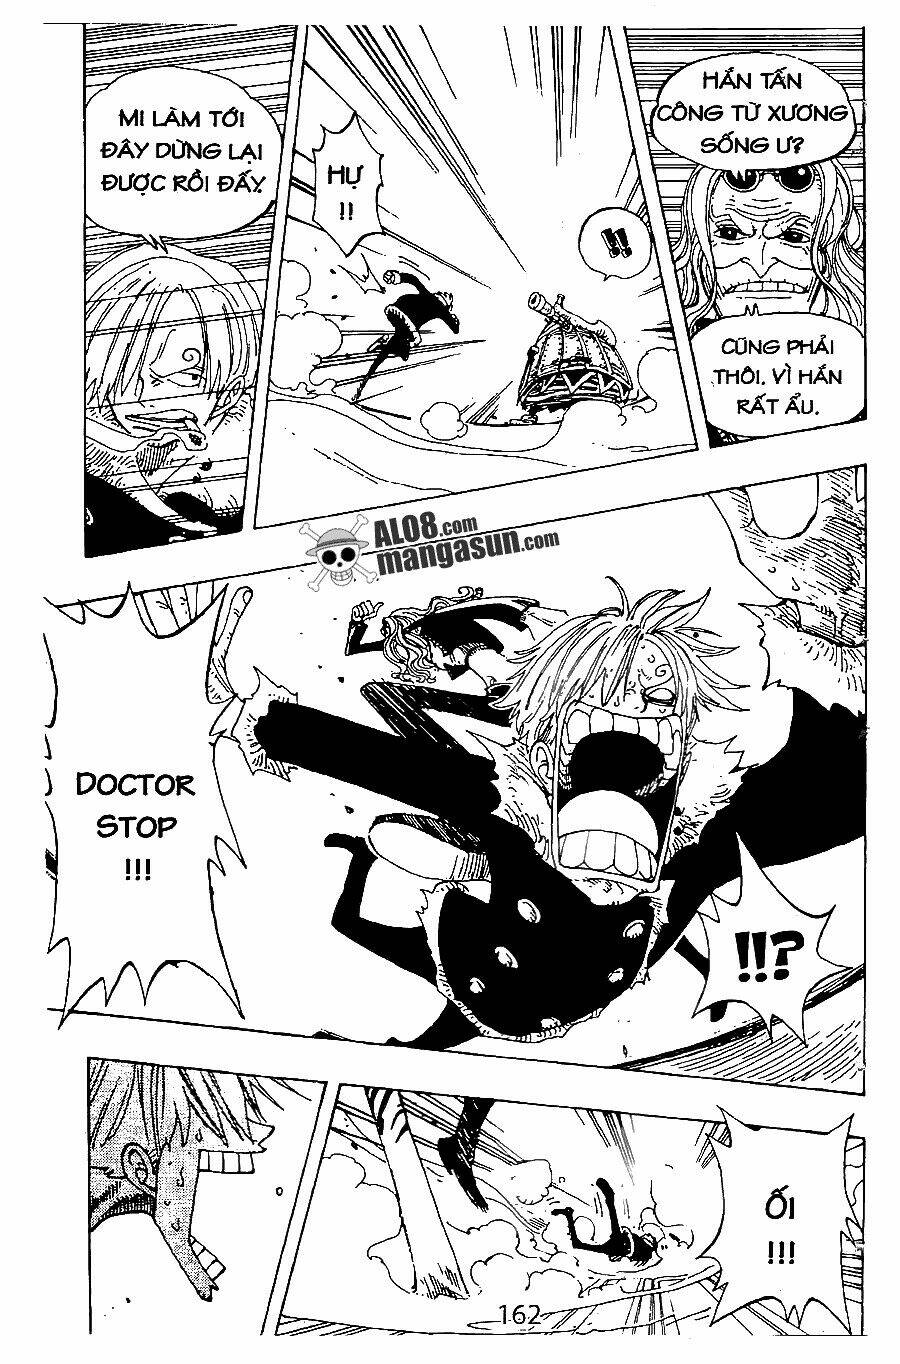 HẮN TẤN
CÔNG TỪ XƯƠNG
SỐNG Ư?
CŨNG PHẢI
THÔI. VÌ HẮN
RẤT ẨU.
!!
HỰ
!!
MI LÀM TỚI
ĐÂY DỪNG LẠI
ĐƯỢC RỒI ĐẤY.
ALO8.com
mangasun.com
!!?
DOCTOR
STOP
!!!
ỐI
!!!
162